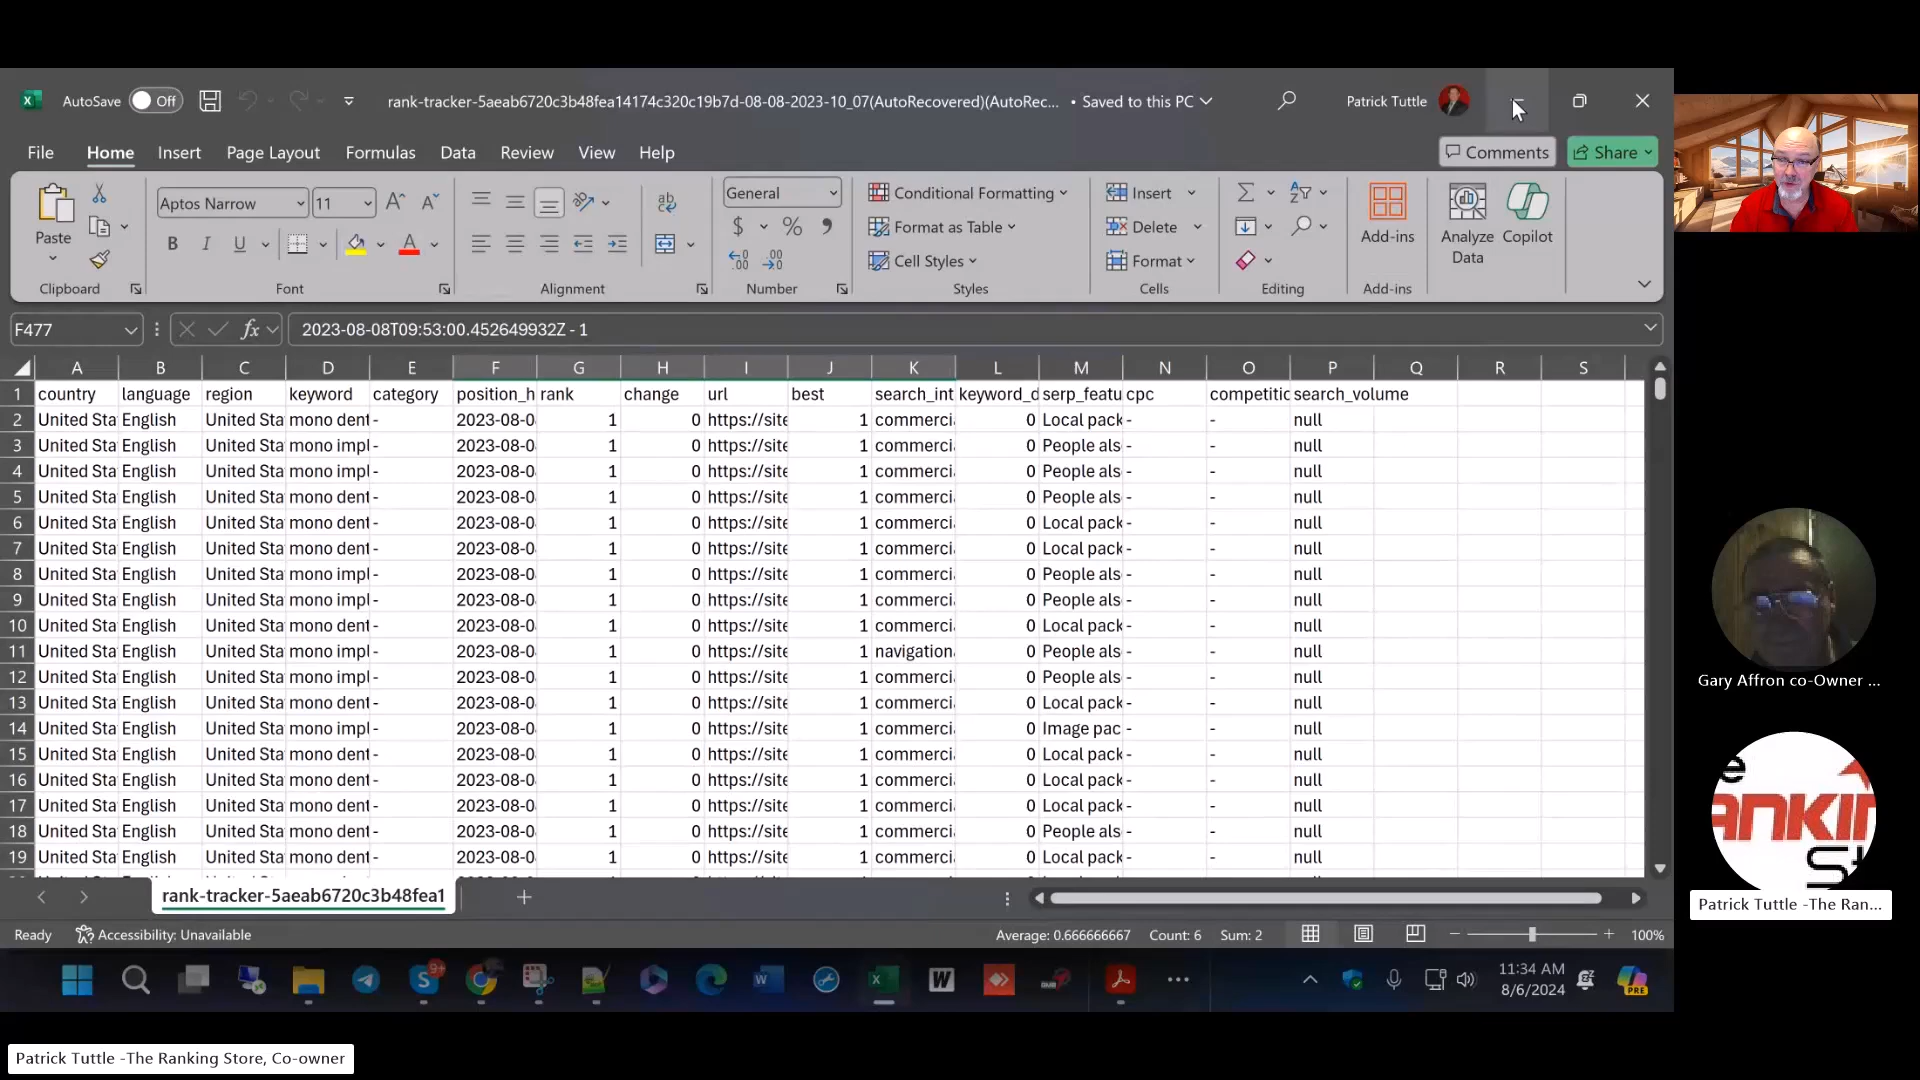 AutoSave Off rank-tracker-5aeab6720c3b48fea14174c320c19b7d-08-08-2023-10_07(AutoRecovered)(AutoRec... • Saved to this PC Patrick Tuttle
File Home Insert Page Layout Formulas Data Review View Help Comments Share
Aptos Narrow 11 General Conditional Formatting Insert
Paste B I U $ % Format as Table Delete Add-ins Analyze Data Copilot
Cell Styles Format
Clipboard Font Alignment Number Styles Cells Editing Add-ins
F477 fx 2023-08-08T09:53:00.452649932Z - 1
A B C D E F G H I J K L M N O P Q R S
1 country language region keyword category position_h rank change url best search_int keyword_d serp_featu cpc competitic search_volume
2 United Sta English United Sta mono dent - 2023-08-0 1 0 https://site 1 commerci 0 Local pack - - null
3 United Sta English United Sta mono impl - 2023-08-0 1 0 https://site 1 commerci 0 People als - - null
4 United Sta English United Sta mono impl - 2023-08-0 1 0 https://site 1 commerci 0 People als - - null
5 United Sta English United Sta mono dent - 2023-08-0 1 0 https://site 1 commerci 0 People als - - null
6 United Sta English United Sta mono dent - 2023-08-0 1 0 https://site 1 commerci 0 Local pack - - null
7 United Sta English United Sta mono dent - 2023-08-0 1 0 https://site 1 commerci 0 Local pack - - null
8 United Sta English United Sta mono impl - 2023-08-0 1 0 https://site 1 commerci 0 People als - - null
9 United Sta English United Sta mono impl - 2023-08-0 1 0 https://site 1 commerci 0 People als - - null
10 United Sta English United Sta mono dent - 2023-08-0 1 0 https://site 1 commerci 0 Local pack - - null
11 United Sta English United Sta mono impl - 2023-08-0 1 0 https://site 1 navigation 0 People als - - null
12 United Sta English United Sta mono impl - 2023-08-0 1 0 https://site 1 commerci 0 People als - - null
13 United Sta English United Sta mono dent - 2023-08-0 1 0 https://site 1 commerci 0 Local pack - - null
14 United Sta English United Sta mono impl - 2023-08-0 1 0 https://site 1 commerci 0 Image pac - - null
15 United Sta English United Sta mono dent - 2023-08-0 1 0 https://site 1 commerci 0 Local pack - - null
16 United Sta English United Sta mono dent - 2023-08-0 1 0 https://site 1 commerci 0 Local pack - - null
17 United Sta English United Sta mono dent - 2023-08-0 1 0 https://site 1 commerci 0 Local pack - - null
18 United Sta English United Sta mono dent - 2023-08-0 1 0 https://site 1 commerci 0 People als - - null
19 United Sta English United Sta mono dent - 2023-08-0 1 0 https://site 1 commerci 0 Local pack - - null
rank-tracker-5aeab6720c3b48fea1
Ready Accessibility: Unavailable Average: 0.666666667 Count: 6 Sum: 2 100%
11:34 AM
8/6/2024
PRE
Gary Affron co-Owner ...
Patrick Tuttle -The Ran...
Patrick Tuttle -The Ranking Store, Co-owner